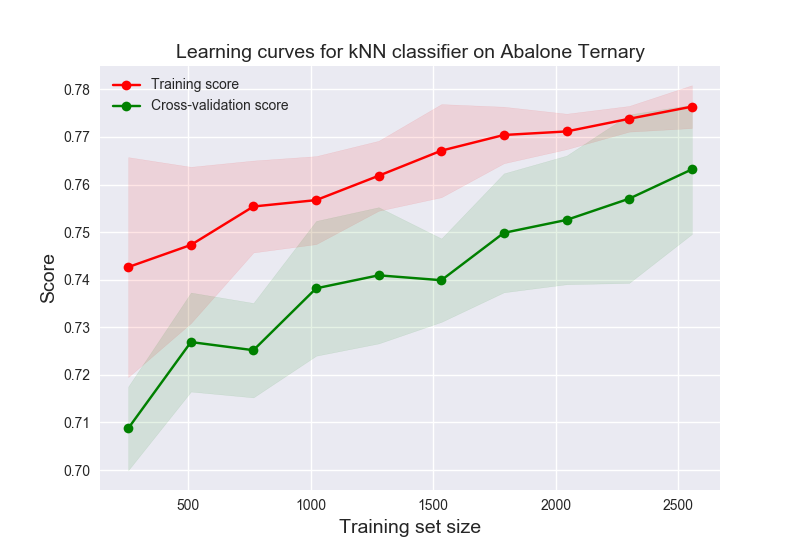 Learning curves for kNN classifier on Abalone Ternary
Training score
Cross-validation score
0.78
0.77
0.76
0.75
0.74
0.73
0.72
0.71
0.70
Score
500 1000 1500 2000 2500
Training set size